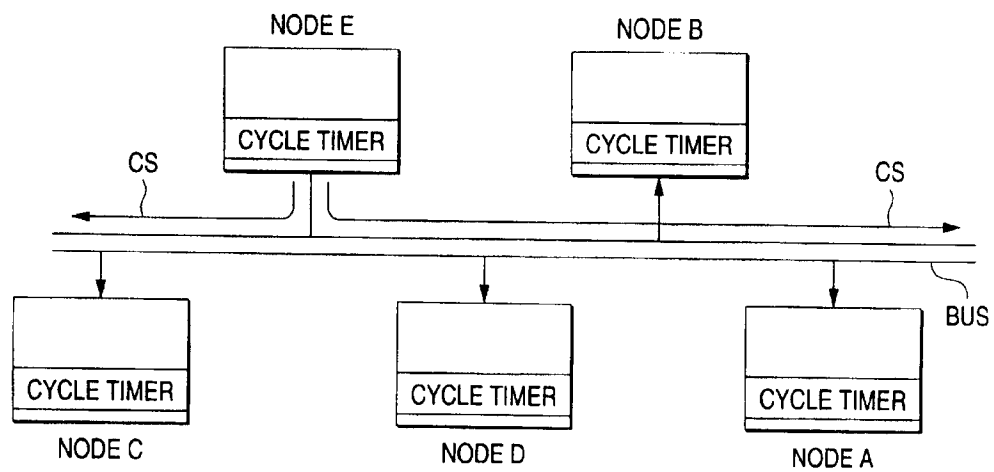 NODE E
NODE B
CYCLE TIMER
CYCLE TIMER
CS
CS
BUS
CYCLE TIMER
CYCLE TIMER
CYCLE TIMER
NODE C
NODE D
NODE A